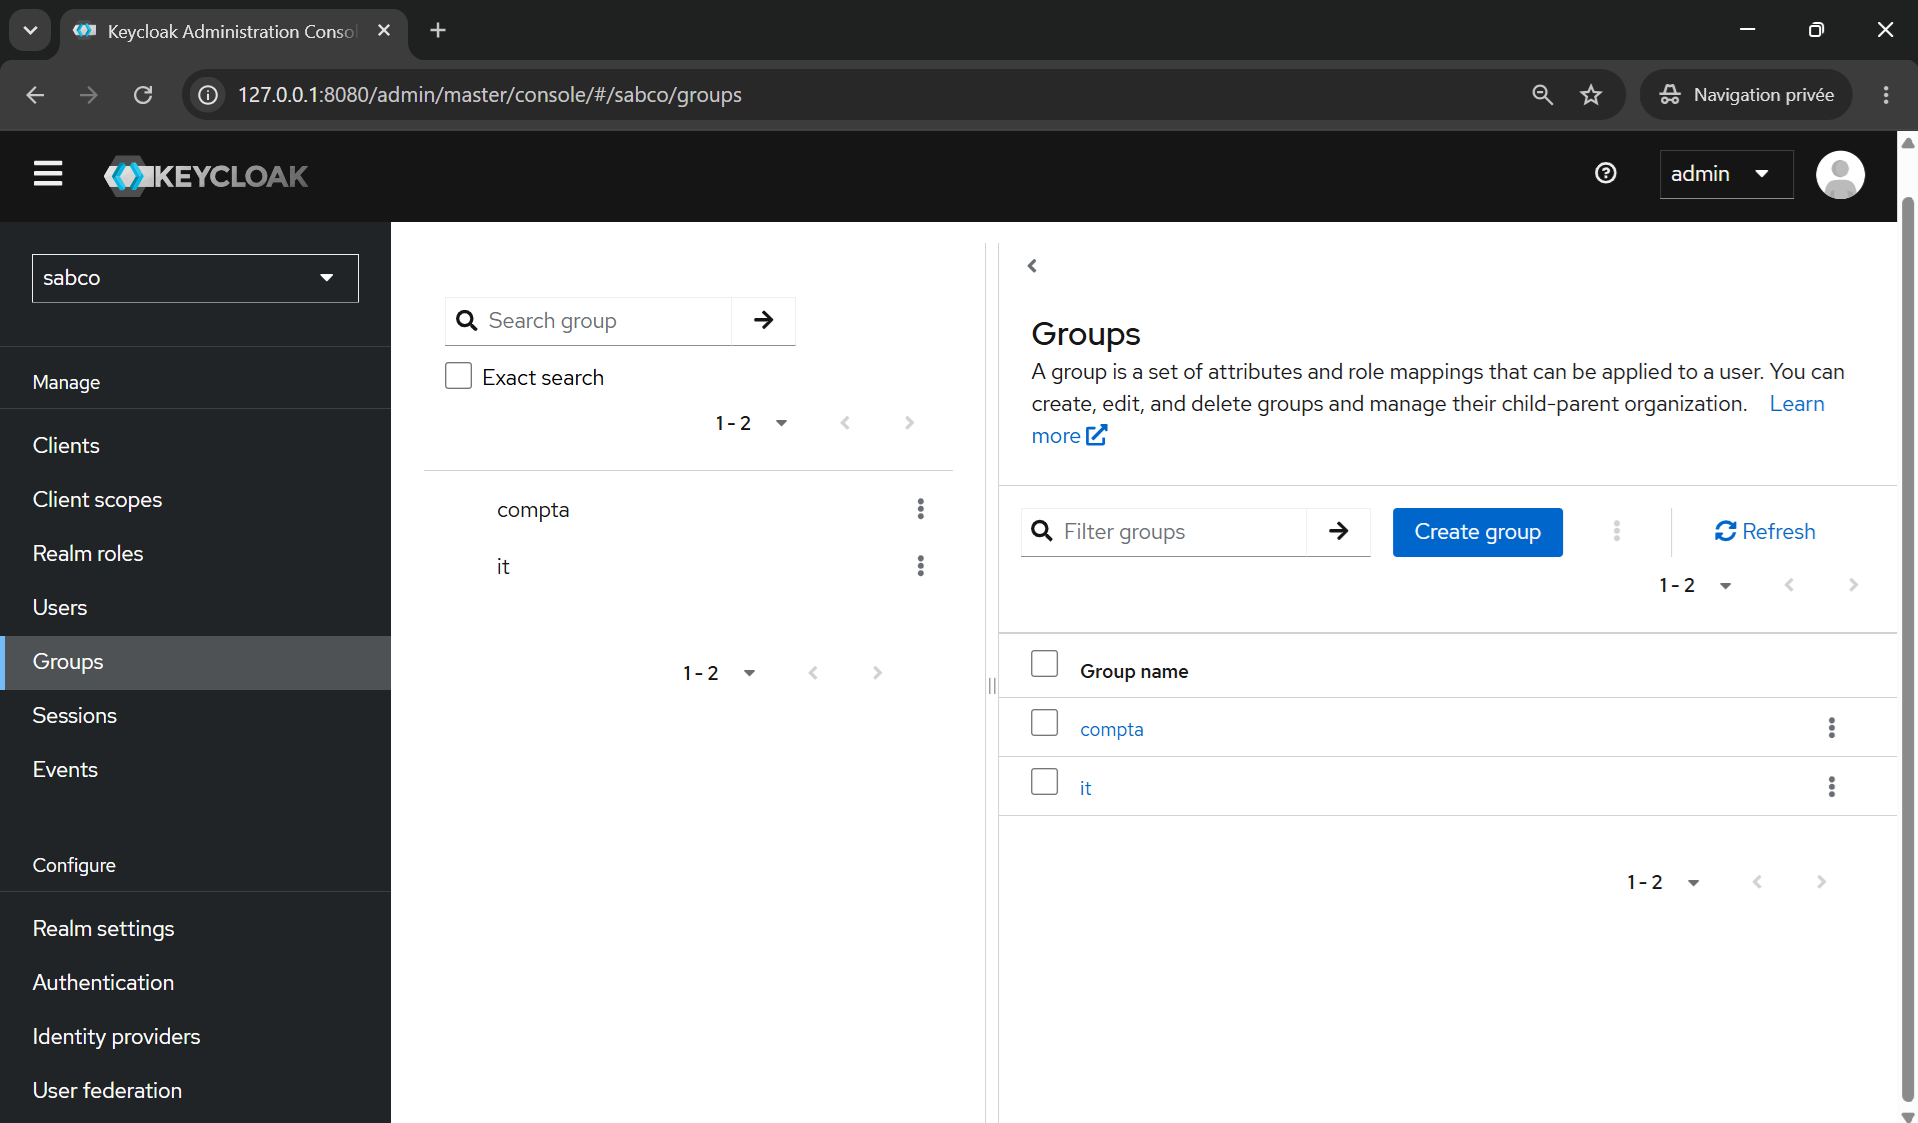 Keycloak Administration Consol
127.0.0.1:8080/admin/master/console/#/sabco/groups
Navigation privée
KEYCLOAK
admin
sabco
Manage
Clients
Client scopes
Realm roles
Users
Groups
Sessions
Events
Configure
Realm settings
Authentication
Identity providers
User federation
Search group
Exact search
1 - 2
compta
it
1 - 2
Groups
A group is a set of attributes and role mappings that can be applied to a user. You can
create, edit, and delete groups and manage their child-parent organization. Learn
more
Filter groups
Create group
Refresh
1 - 2
Group name
compta
it
1 - 2